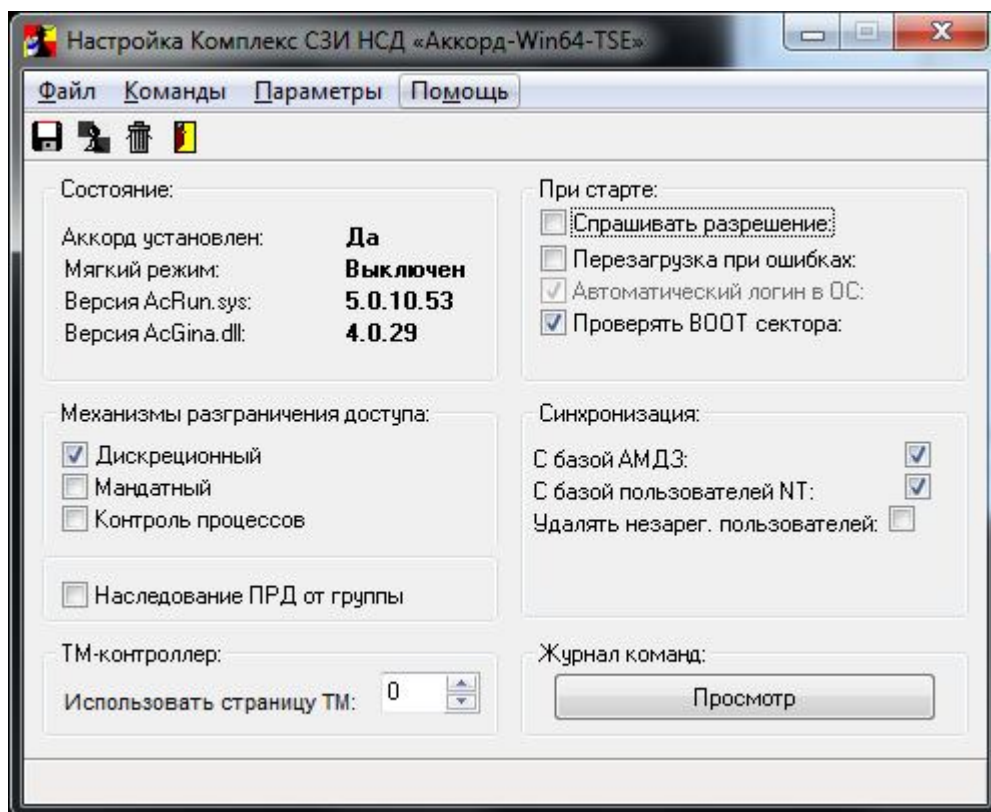 Настройка Комплекс СЗИ НСД «Аккорд-Win64-TSE»
Файл Команды Параметры Помощь
Состояние:
Аккорд установлен: Да
Мягкий режим: Выключен
Версия AcRun.sys: 5.0.10.53
Версия AcGina.dll: 4.0.29
При старте:
Спрашивать разрешение:
Перезагрузка при ошибках:
Автоматический логин в ОС:
Проверять BOOT сектора:
Механизмы разграничения доступа:
Дискреционный
Мандатный
Контроль процессов
Наследование ПРД от группы
Синхронизация:
С базой АМДЗ:
С базой пользователей NT:
Удалять незарег. пользователей:
ТМ-контроллер:
Использовать страницу ТМ: 0
Журнал команд:
Просмотр